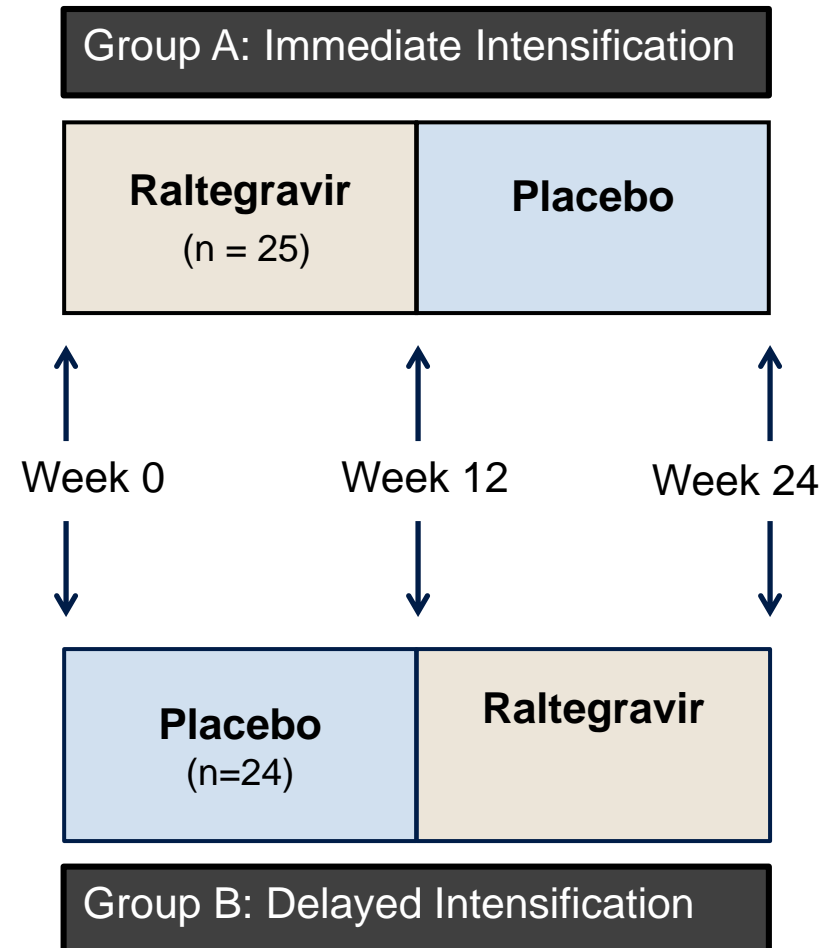 Group A: Immediate Intensification
Raltegravir
(n = 25)
Placebo
Week 0
Week 12
Week 24
Placebo
(n=24)
Raltegravir
Group B: Delayed Intensification